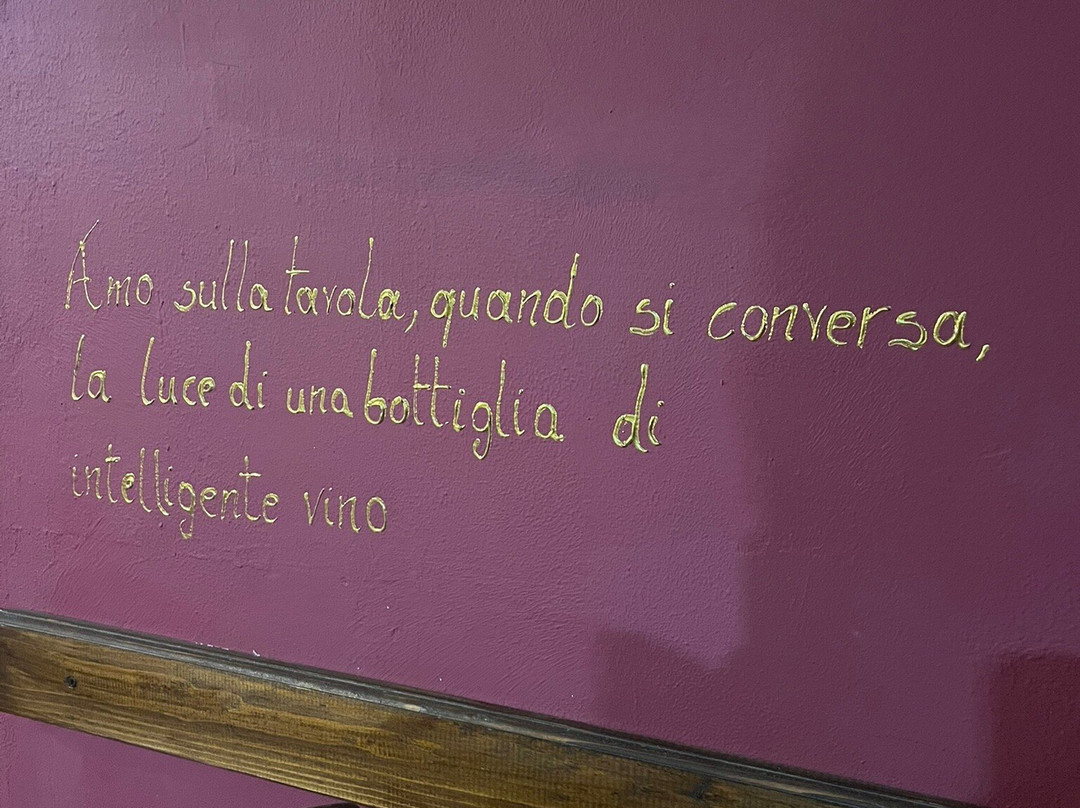 Amo sulla tavola, quando si conversa,
la luce di una bottiglia di
intelligente vino